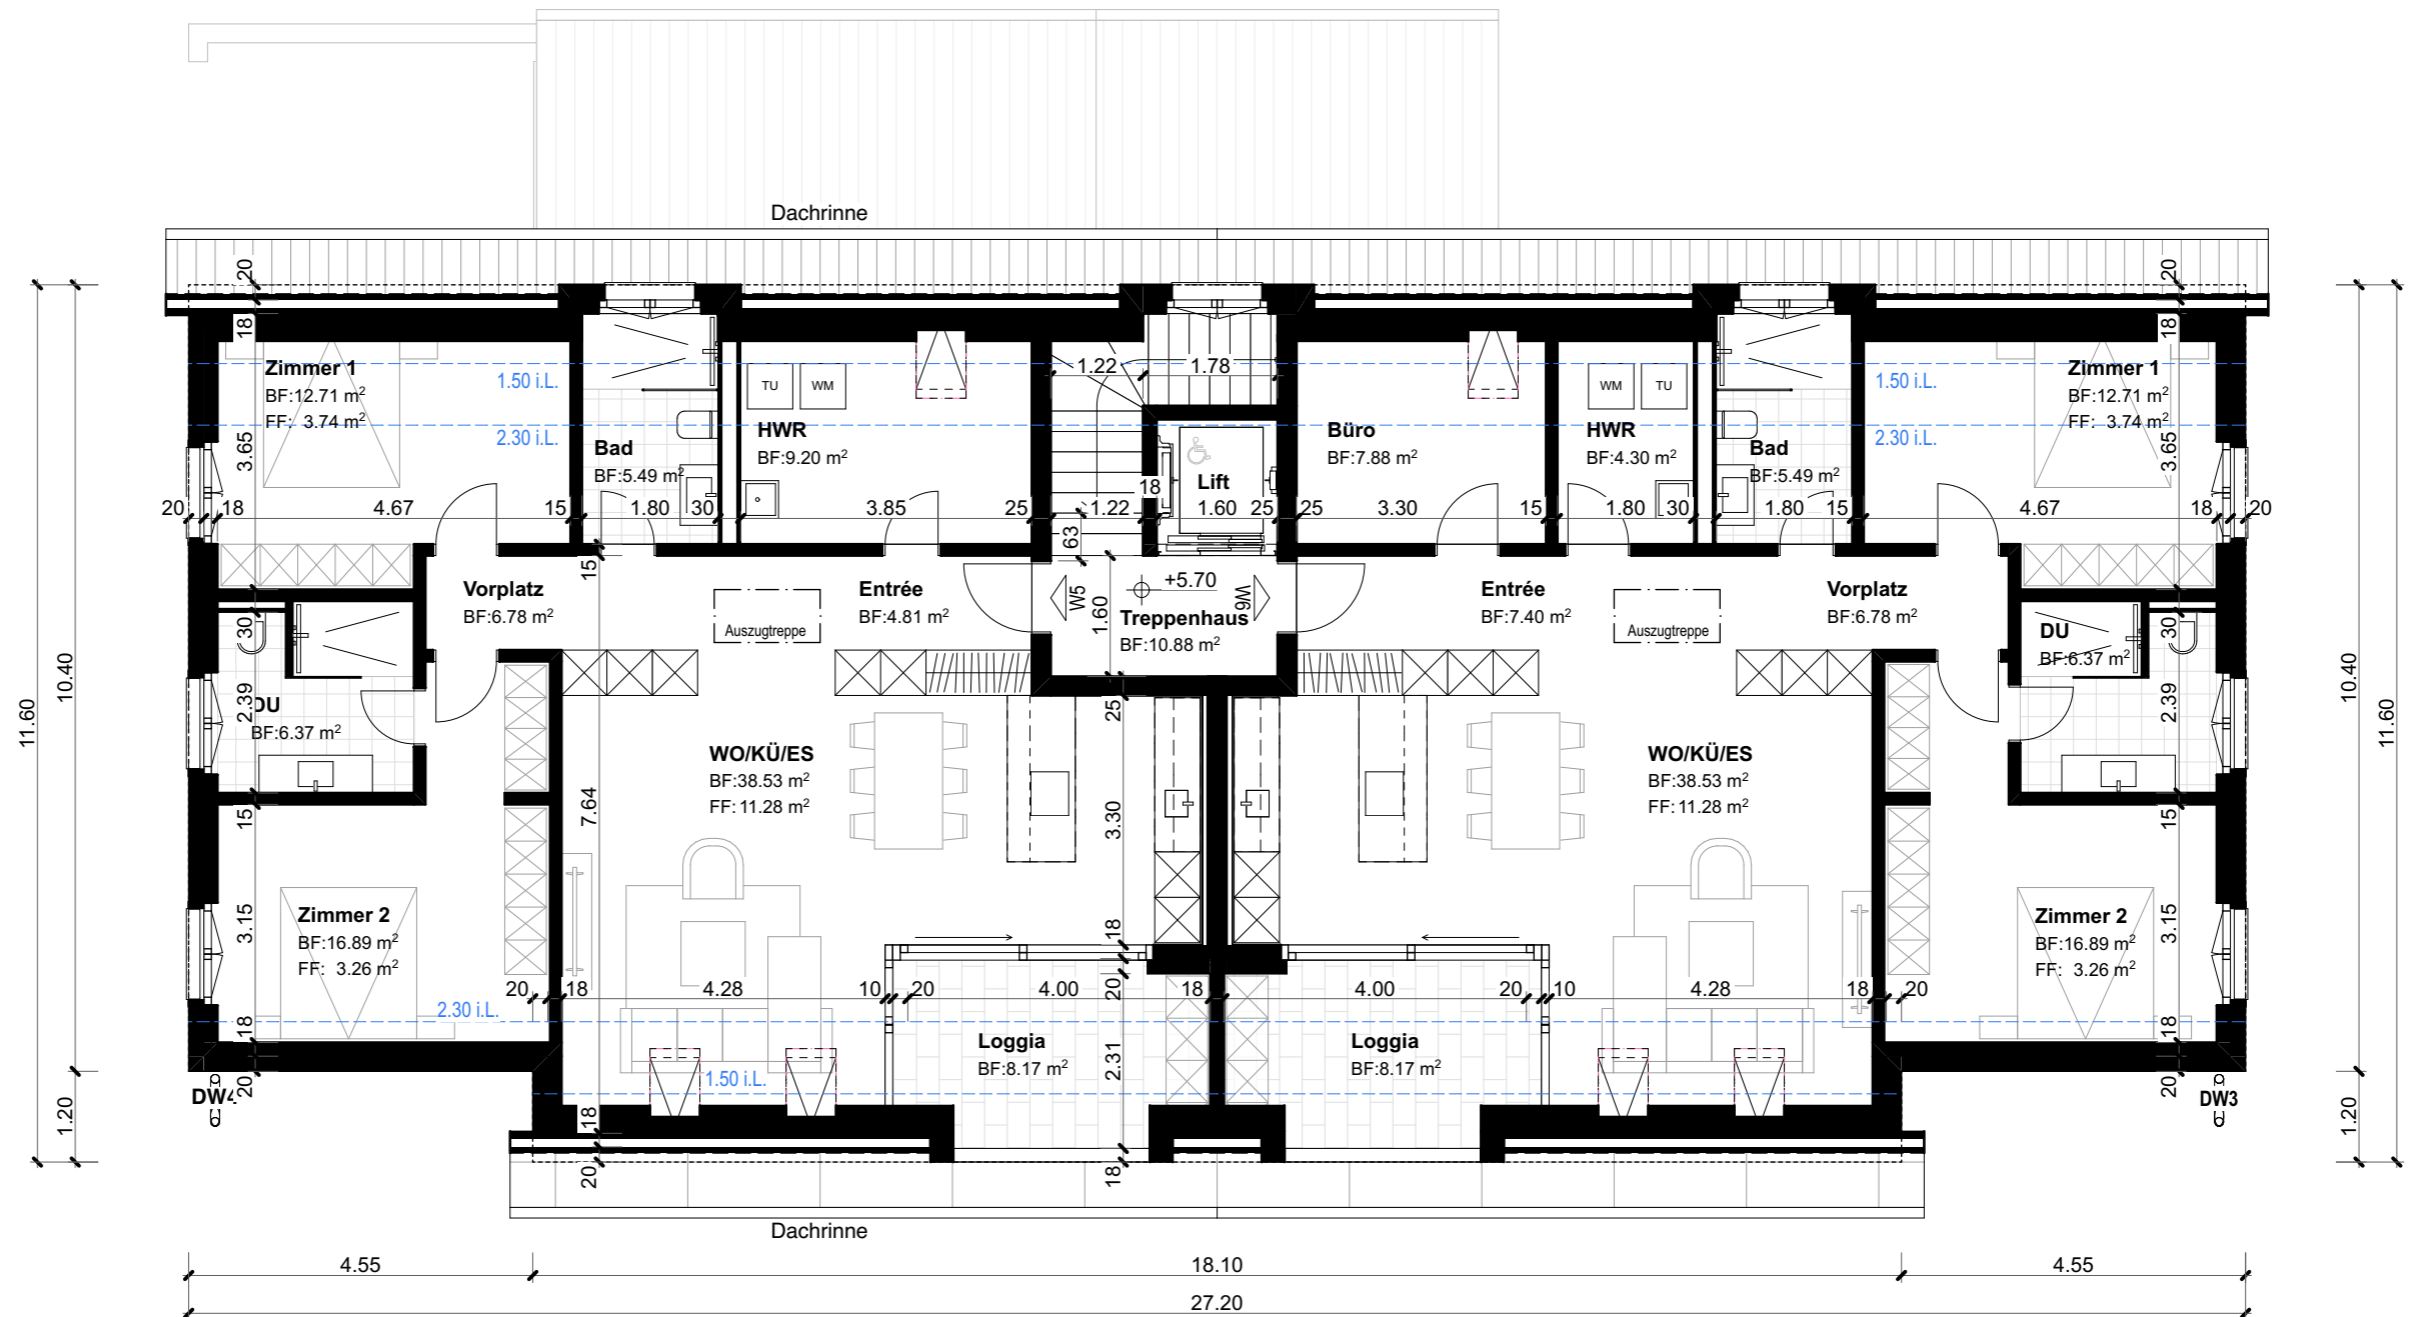 Dachrinne
20
20
18
18
1.22
1.78
Zimmer 1
BF:12.71 m²
FF: 3.74 m²
1.50 i.L.
2.30 i.L.
3.65
Bad
BF:5.49 m²
TU
WM
HWR
BF:9.20 m²
Lift
Büro
BF:7.88 m²
WM
TU
HWR
BF:4.30 m²
Bad
BF:5.49 m²
1.50 i.L.
2.30 i.L.
Zimmer 1
BF:12.71 m²
FF: 3.74 m²
3.65
20 18 4.67 15 1.80 30 3.85 25 1.22 18 1.60 25 25 3.30 15 1.80 30 1.80 15 4.67 18 20
63
15
Vorplatz
BF:6.78 m²
Auszugtreppe
Entrée
BF:4.81 m²
W5
+5.70
W6
1.60
Treppenhaus
BF:10.88 m²
Entrée
BF:7.40 m²
Auszugtreppe
Vorplatz
BF:6.78 m²
30
30
DU
BF:6.37 m²
2.39
DU
BF:6.37 m²
2.39
11.60
10.40
10.40
11.60
25
WO/KÜ/ES
BF:38.53 m²
FF: 11.28 m²
WO/KÜ/ES
BF:38.53 m²
FF: 11.28 m²
7.64
3.30
15
15
Zimmer 2
BF:16.89 m²
FF: 3.26 m²
3.15
Zimmer 2
BF:16.89 m²
FF: 3.26 m²
3.15
18
20 18 4.28 10 20 4.00 20 18 4.00 20 10 4.28 18 20
2.30 i.L.
18
18
Loggia
BF:8.17 m²
2.31
Loggia
BF:8.17 m²
1.50 i.L.
20
20
DW4
DW3
1.20
1.20
18
20
18
Dachrinne
4.55
18.10
4.55
27.20